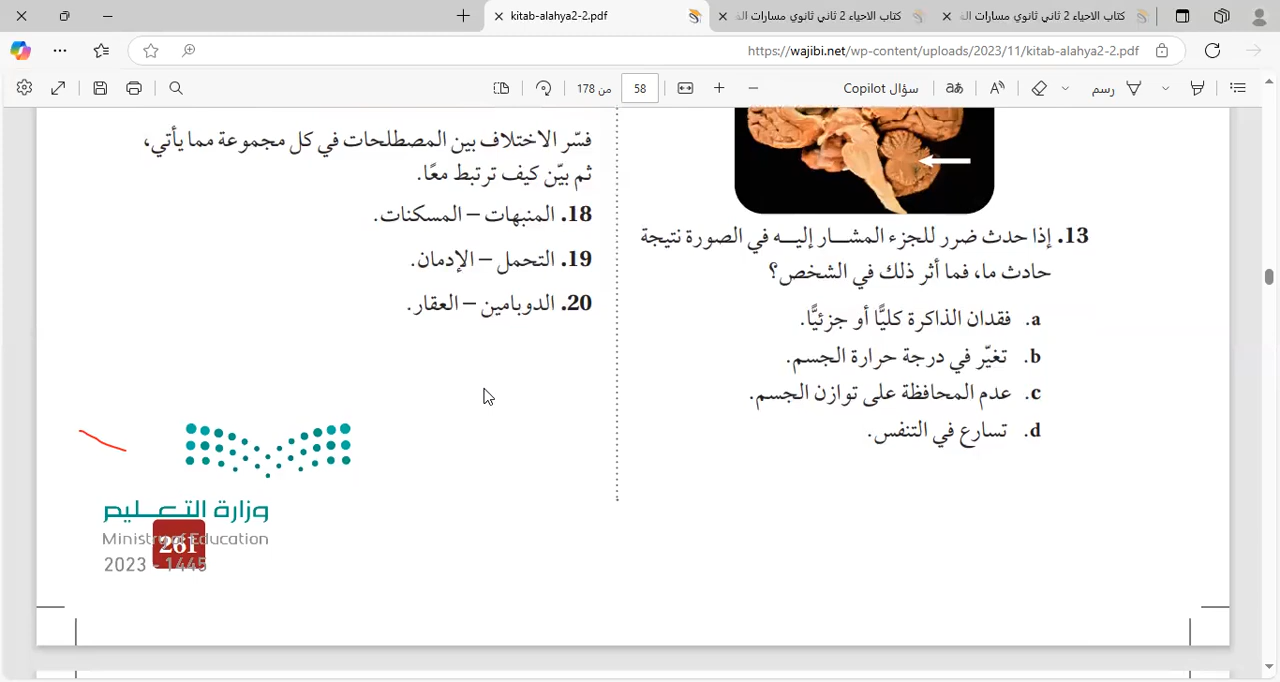 kitab-alahya2-2.pdf
كتاب الاحياء 2 ثاني ثانوي مسارات الف
كتاب الاحياء 2 ثاني ثانوي مسارات الف
https://wajibi.net/wp-content/uploads/2023/11/kitab-alahya2-2.pdf
58
من 178
سؤال Copilot
رسم
13. إذا حدث ضرر للجزء المشار إليه في الصورة نتيجة
حادث ما، فما أثر ذلك في الشخص؟
a. فقدان الذاكرة كليًّا أو جزئيًّا.
b. تغيّر في درجة حرارة الجسم.
c. عدم المحافظة على توازن الجسم.
d. تسارع في التنفس.
فسّر الاختلاف بين المصطلحات في كل مجموعة مما يأتي،
ثم بيّن كيف ترتبط معًا.
18. المنبهات – المسكنات.
19. التحمل – الإدمان.
20. الدوبامين – العقار.
وزارة التعليم
Ministry of Education
261
2023 - 1445